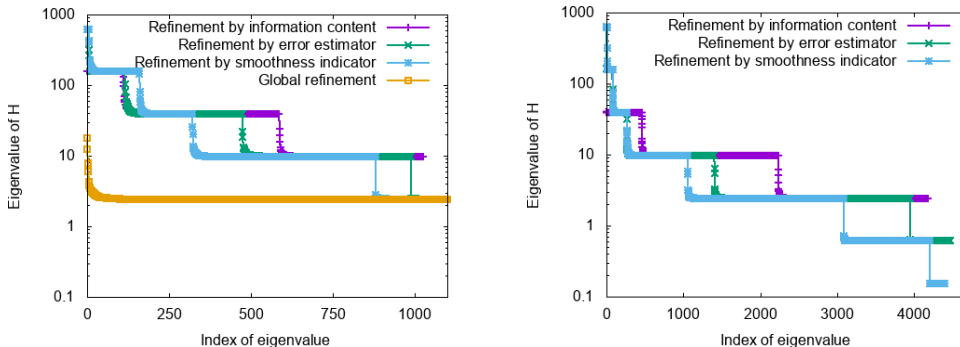 1000
100
10
1
0.1
Eigenvalue of H
Refinement by information content
Refinement by error estimator
Refinement by smoothness indicator
Global refinement
0 250 500 750 1000
Index of eigenvalue
1000
100
10
1
0.1
Eigenvalue of H
Refinement by information content
Refinement by error estimator
Refinement by smoothness indicator
0 1000 2000 3000 4000
Index of eigenvalue